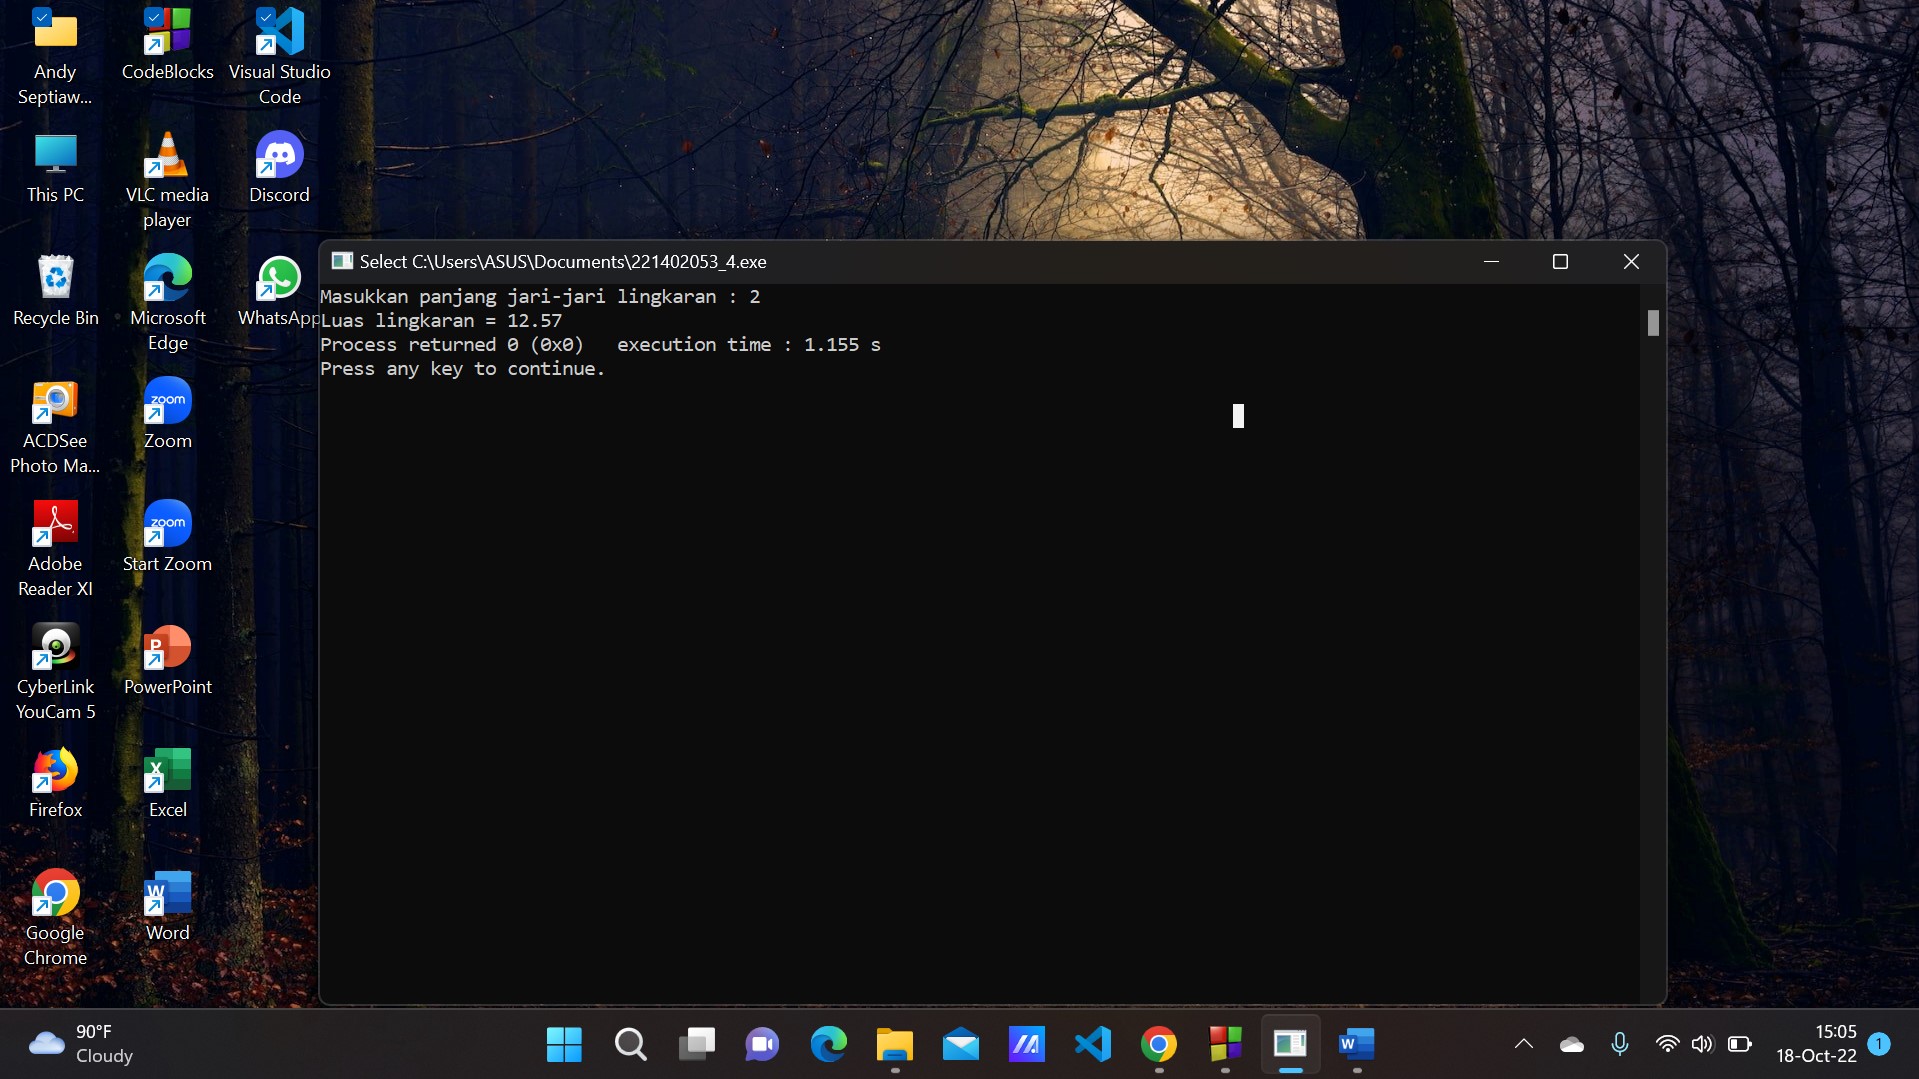 Andy
Septiaw...
CodeBlocks
Visual Studio
Code
This PC
VLC media
player
Discord
Recycle Bin
Microsoft
Edge
WhatsApp
ACDSee
Photo Ma...
zoom
Zoom
Adobe
Reader XI
zoom
Start Zoom
CyberLink
YouCam 5
P
PowerPoint
Firefox
X
Excel
Google
Chrome
W
Word
Select C:\Users\ASUS\Documents\221402053_4.exe
Masukkan panjang jari-jari lingkaran : 2
Luas lingkaran = 12.57
Process returned 0 (0x0)   execution time : 1.155 s
Press any key to continue.
90°F
Cloudy
W
15:05
18-Oct-22
1